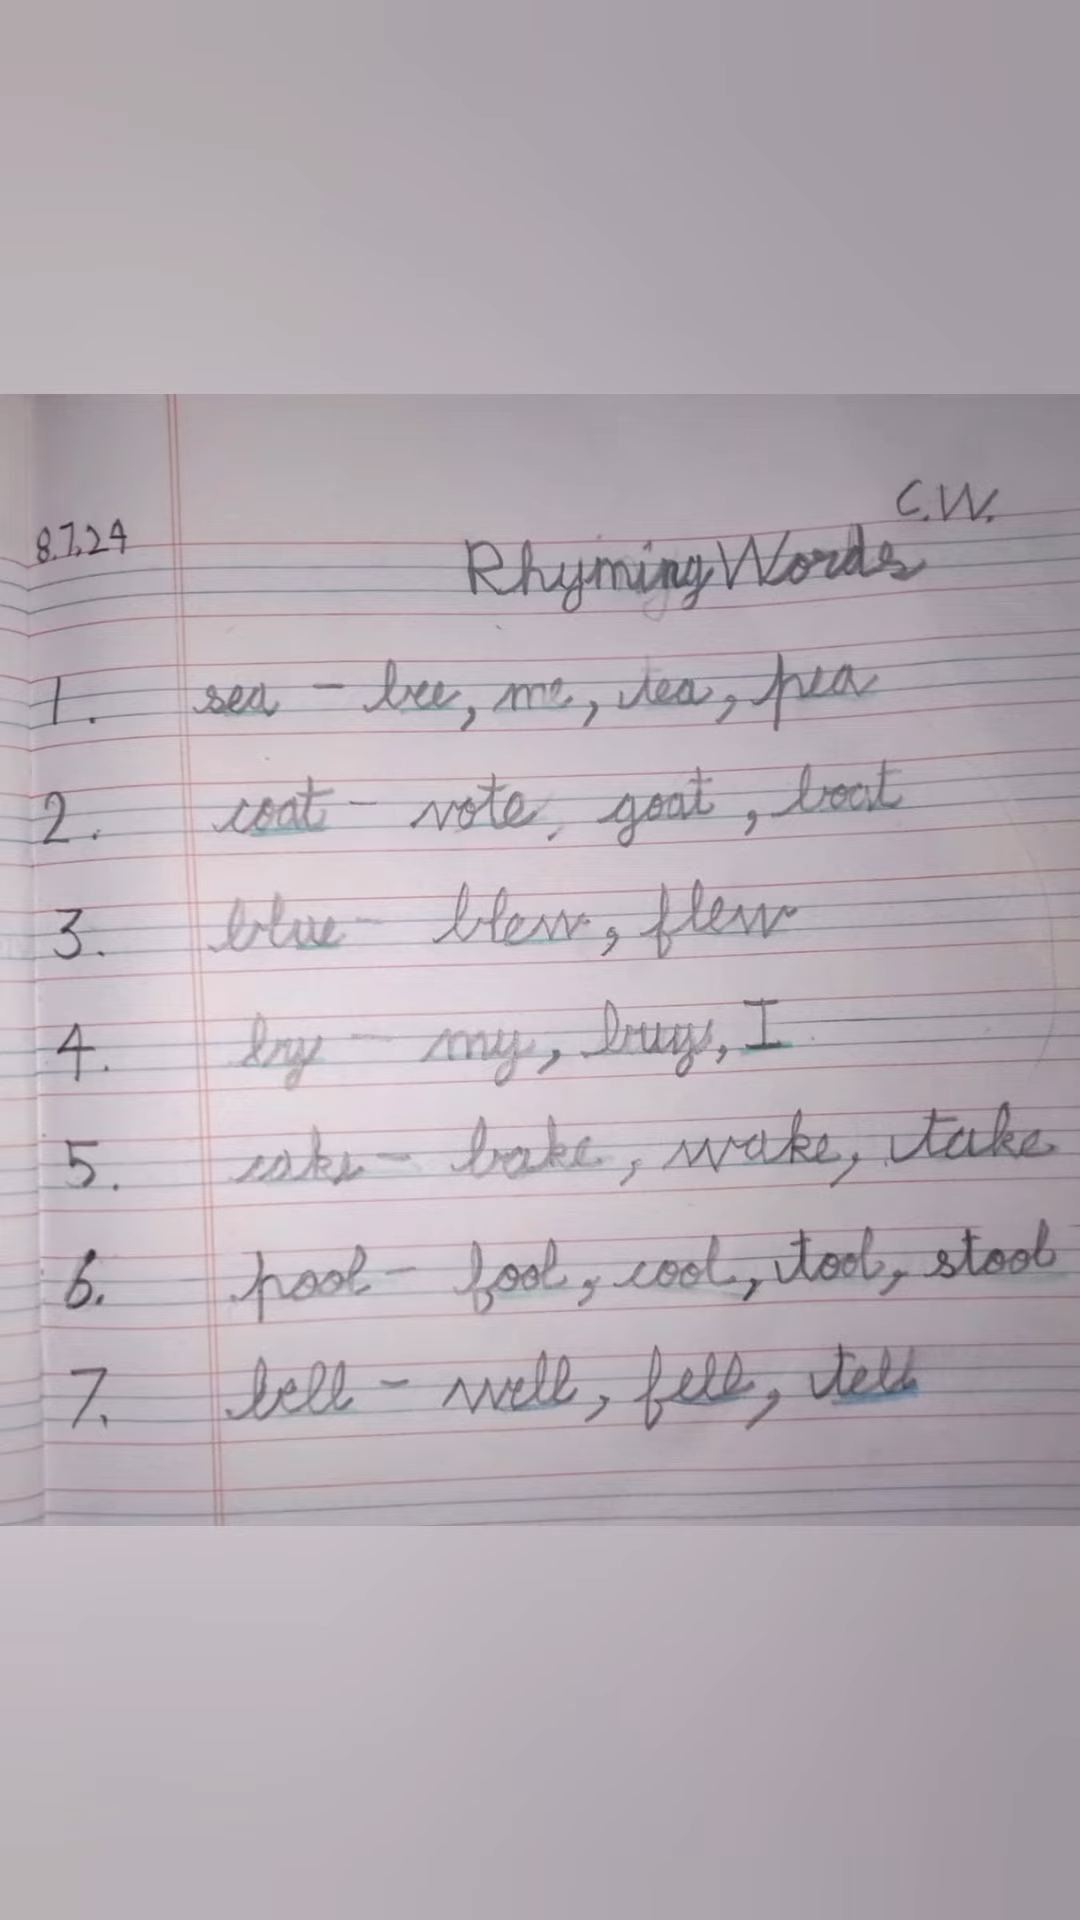 C.W.
8.7.24
Rhyming Words
1. sea - bee, me, tea, pea
2. coat - vote, goat, boat
3. blue - blew, flew
4. by - my, buy, I
5. cake - bake, wake, take
6. pool - fool, cool, tool, stool
7. bell - well, fell, tell